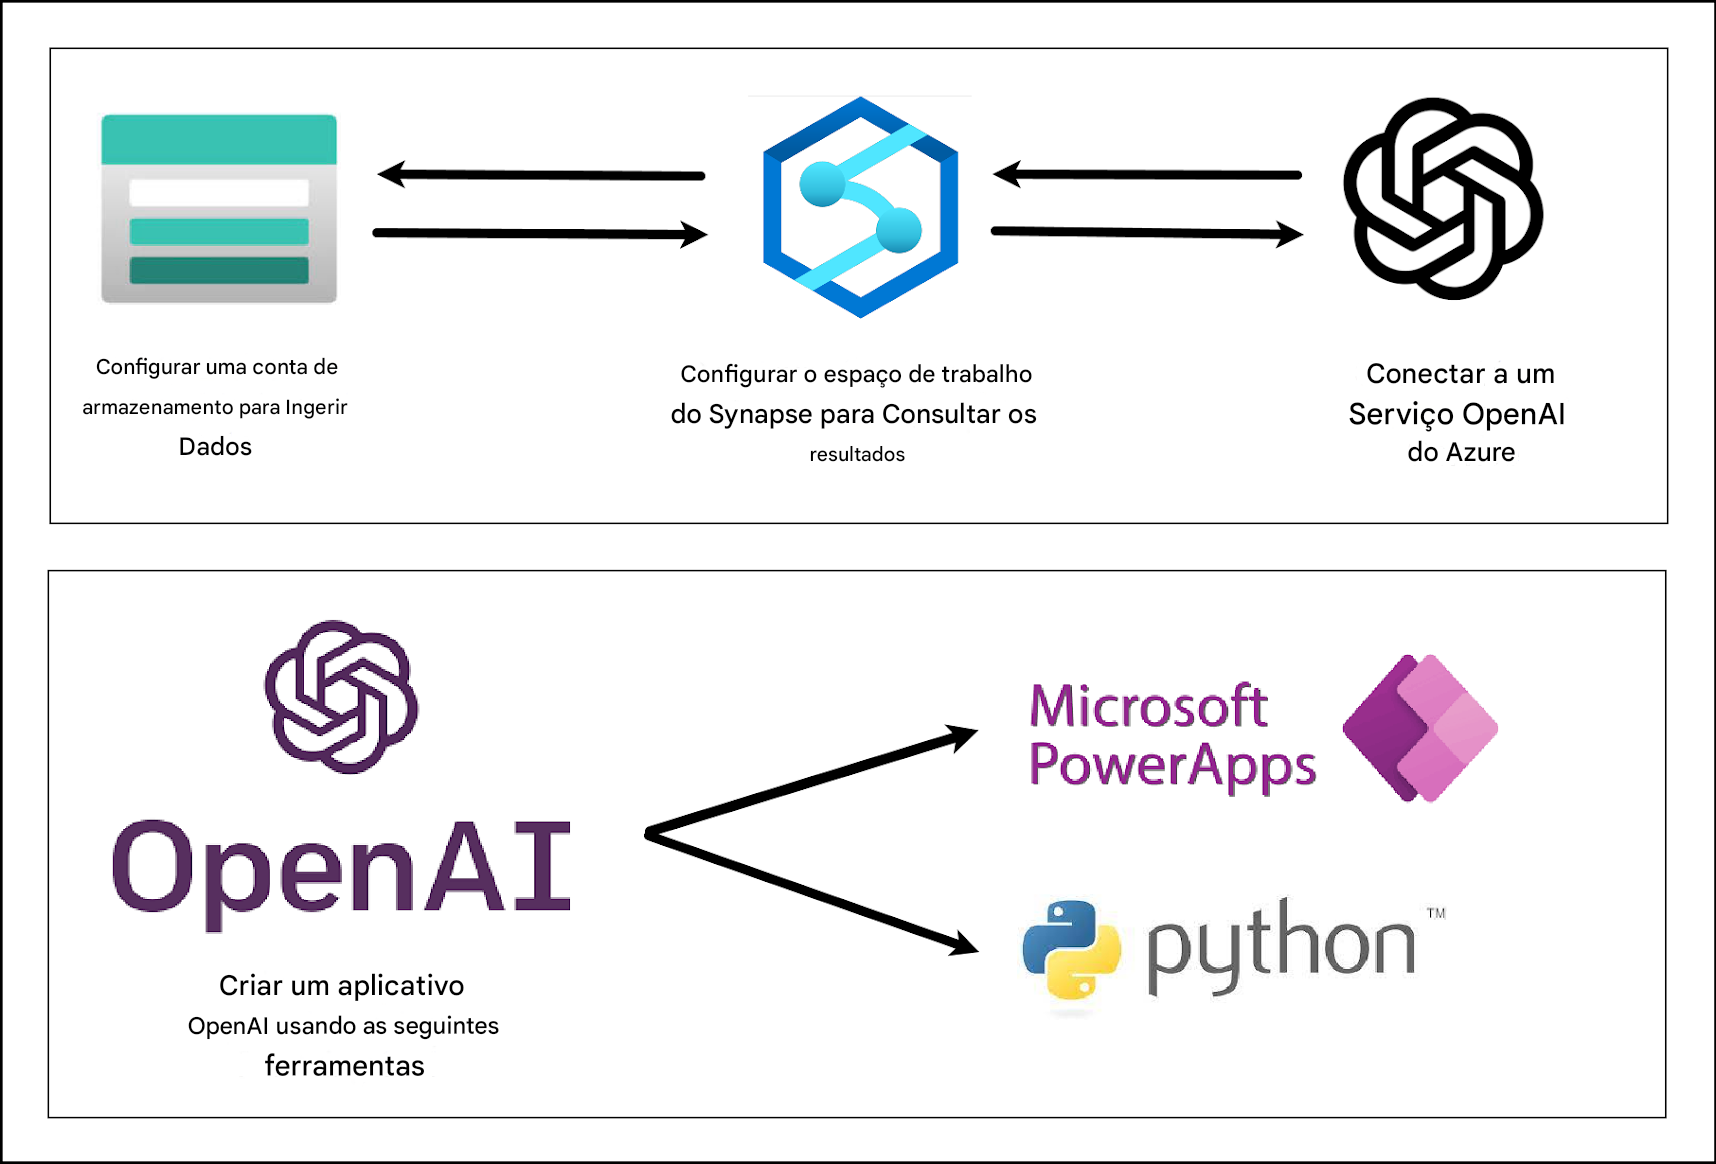 Configurar uma conta de
armazenamento para Ingerir
Dados
Configurar o espaço de trabalho
do Synapse para Consultar os
resultados
Conectar a um
Serviço OpenAI
do Azure
OpenAI
Criar um aplicativo
OpenAI usando as seguintes
ferramentas
Microsoft
PowerApps
python™